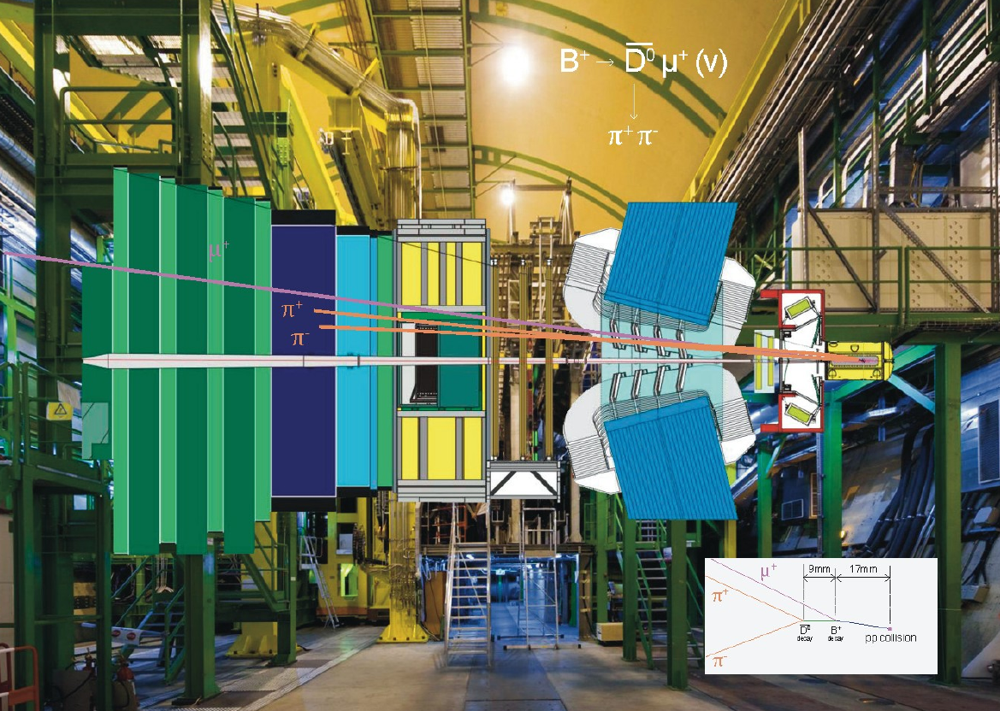 B⁺ → D̅⁰ μ⁺ (ν)
π⁺ π⁻
μ⁺
π⁺
π⁻
9mm 17mm
μ⁺
π⁺
D̅⁰ decay
B⁺ decay
pp collision
π⁻